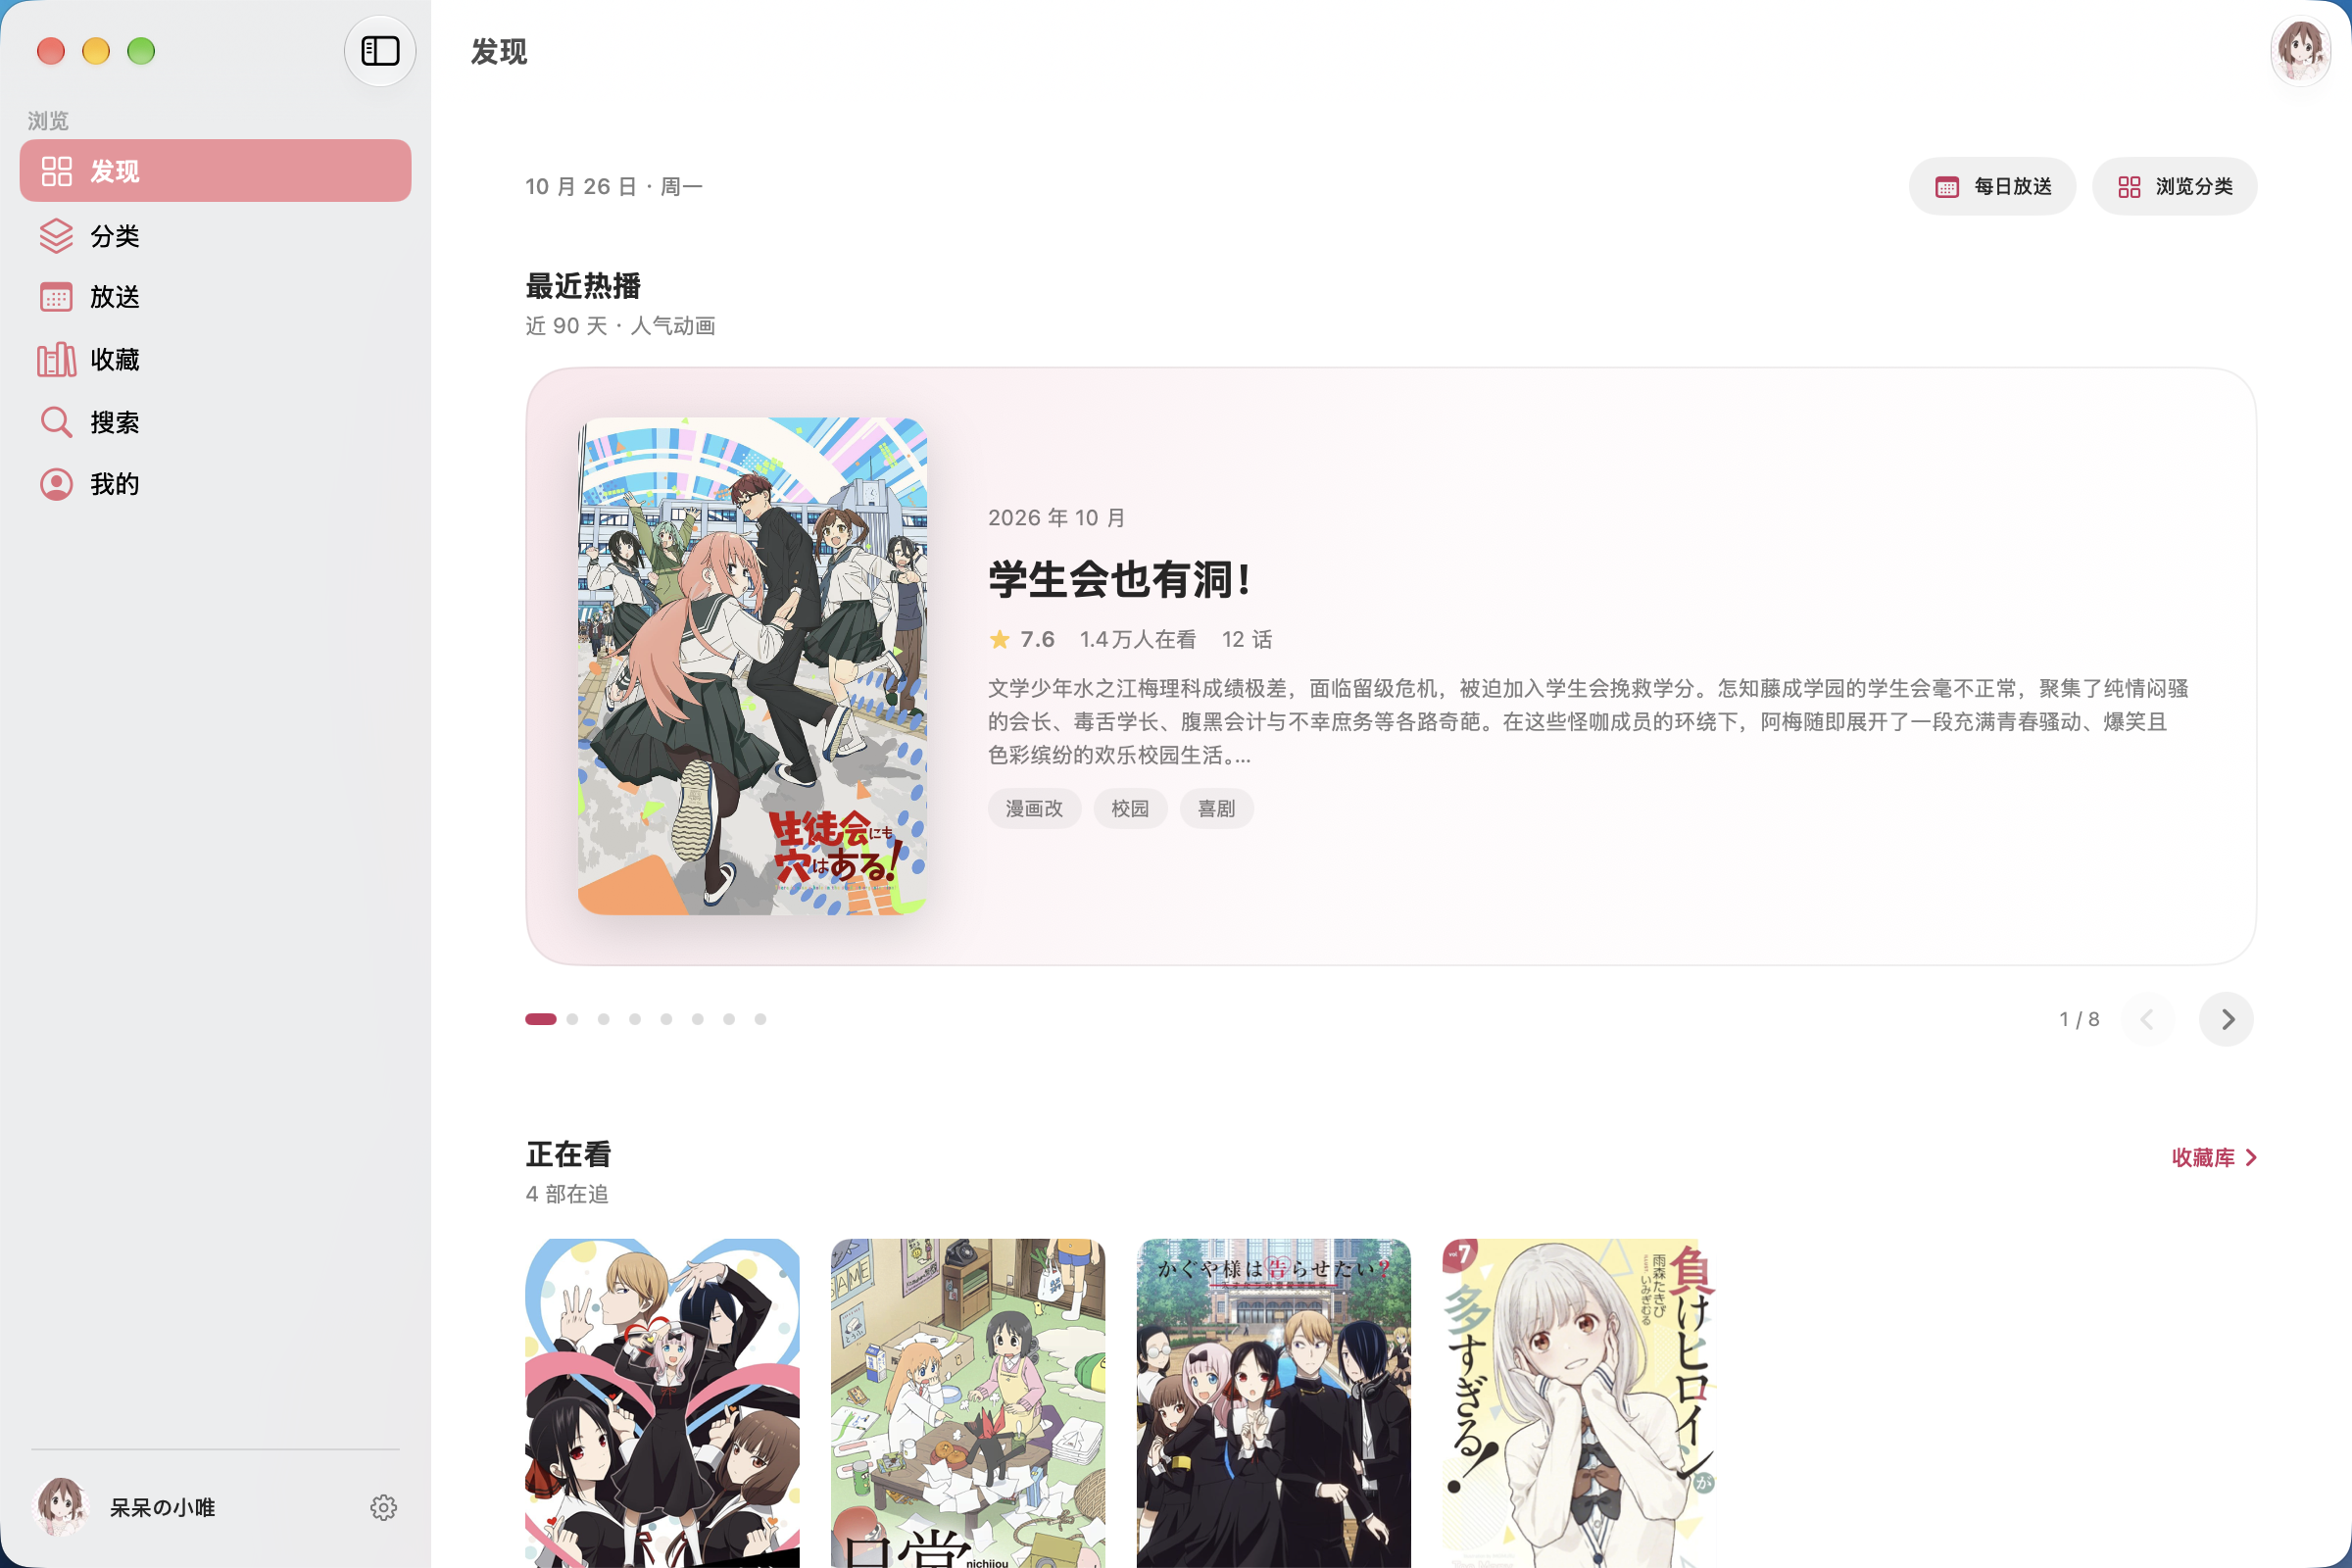 发现
浏览
发现
分类
放送
收藏
搜索
我的
呆呆の小唯
10 月 26 日 · 周一
每日放送
浏览分类
最近热播
近 90 天 · 人气动画
生徒会にも
穴はある!
2026 年 10 月
学生会也有洞！
7.6 1.4万人在看 12 话
文学少年水之江梅理科成绩极差，面临留级危机，被迫加入学生会挽救学分。怎知藤成学园的学生会毫不正常，聚集了纯情闷骚
的会长、毒舌学长、腹黑会计与不幸庶务等各路奇葩。在这些怪咖成员的环绕下，阿梅随即展开了一段充满青春骚动、爆笑且
色彩缤纷的欢乐校园生活。...
漫画改
校园
喜剧
1 / 8
正在看
4 部在追
收藏库
日常
nichijou
かぐや様は告らせたい?
vol 7
負けヒロインが
多すぎる!
雨森たきび
いみぎむる